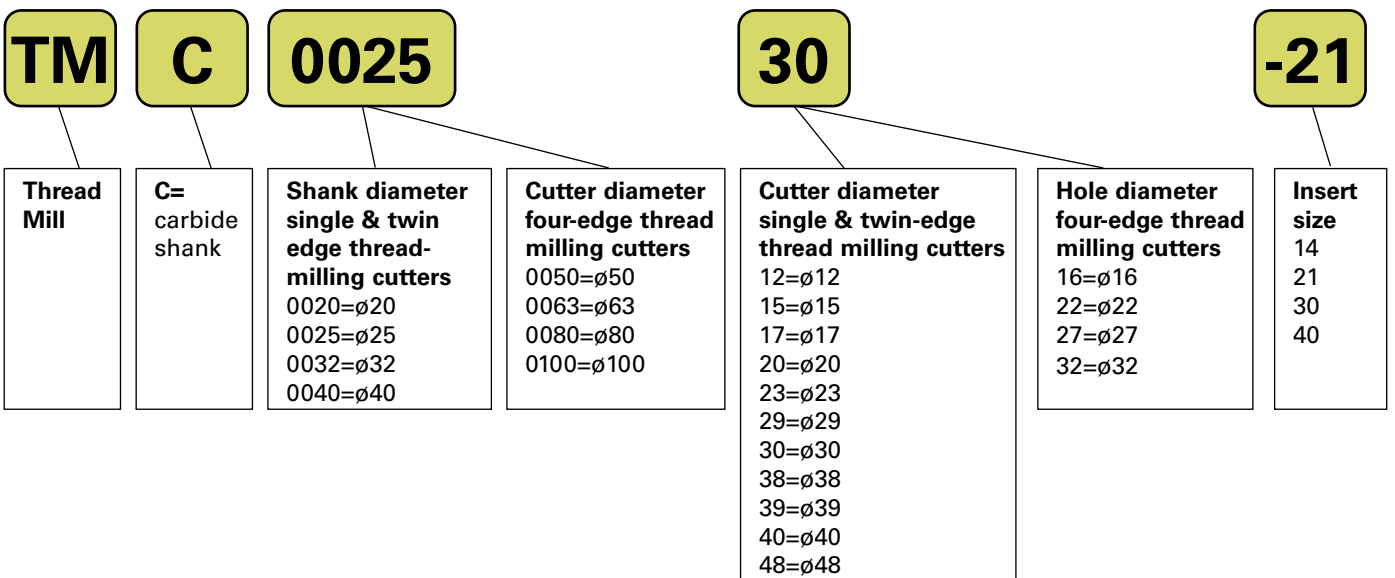 TM C 0025 30 -21
Thread
Mill
C=
carbide
shank
Shank diameter
single & twin
edge thread-
milling cutters
0020=ø20
0025=ø25
0032=ø32
0040=ø40
Cutter diameter
four-edge thread
milling cutters
0050=ø50
0063=ø63
0080=ø80
0100=ø100
Cutter diameter
single & twin-edge
thread milling cutters
12=ø12
15=ø15
17=ø17
20=ø20
23=ø23
29=ø29
30=ø30
38=ø38
39=ø39
40=ø40
48=ø48
Hole diameter
four-edge thread
milling cutters
16=ø16
22=ø22
27=ø27
32=ø32
Insert
size
14
21
30
40